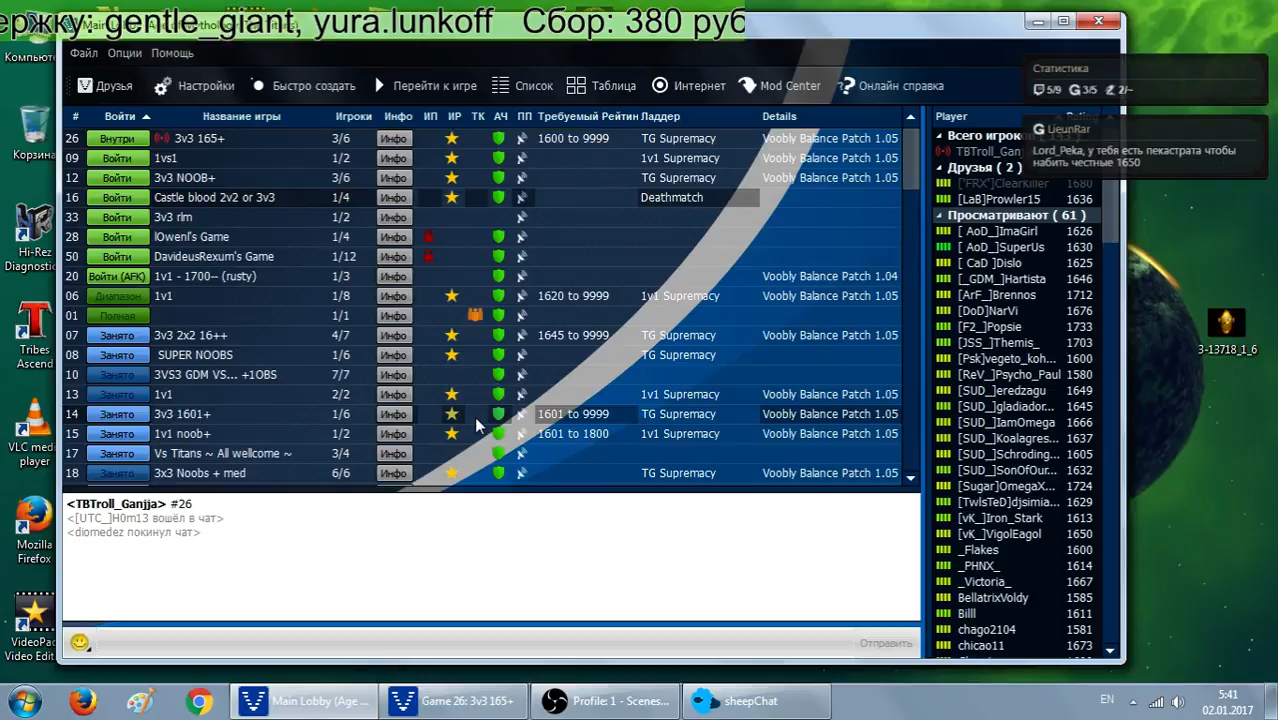 ержку: gentle_giant, yura.lunkoff Сбор: 380 руб
Файл Опции Помощь
Друзья Настройки Быстро создать Перейти к игре Список Таблица Интернет Mod Center Онлайн справка
# Войти Название игры Игроки Инфо ИП ИР ТК АЧ ПП Требуемый Рейтин Ладдер Details
26 Внутри 3v3 165+ 3/6 Инфо 1600 to 9999 TG Supremacy Voobly Balance Patch 1.05
09 Войти 1vs1 1/2 Инфо 1v1 Supremacy Voobly Balance Patch 1.05
12 Войти 3v3 NOOB+ 3/6 Инфо TG Supremacy Voobly Balance Patch 1.05
16 Войти Castle blood 2v2 or 3v3 1/4 Инфо Deathmatch
33 Войти 3v3 rlm 1/2 Инфо
28 Войти lOwenl's Game 1/4 Инфо
50 Войти DavideusRexum's Game 1/12 Инфо
20 Войти (AFK) 1v1 - 1700-- (rusty) 1/3 Инфо Voobly Balance Patch 1.04
06 Диапазон 1v1 1/8 Инфо 1620 to 9999 1v1 Supremacy Voobly Balance Patch 1.05
01 Полная 1/1 Инфо
07 Занято 3v3 2x2 16++ 4/7 Инфо 1645 to 9999 TG Supremacy Voobly Balance Patch 1.05
08 Занято SUPER NOOBS 1/6 Инфо TG Supremacy
10 Занято 3VS3 GDM VS... +1OBS 7/7 Инфо
13 Занято 1v1 2/2 Инфо 1v1 Supremacy Voobly Balance Patch 1.05
14 Занято 3v3 1601+ 1/6 Инфо 1601 to 9999 TG Supremacy Voobly Balance Patch 1.05
15 Занято 1v1 noob+ 1/2 Инфо 1601 to 1800 1v1 Supremacy Voobly Balance Patch 1.05
17 Занято Vs Titans ~ All wellcome ~ 3/4 Инфо
18 Занято 3x3 Noobs + med 6/6 Инфо TG Supremacy Voobly Balance Patch 1.05
<TBTroll_Ganjja> #26
<[UTC_]H0m13 вошёл в чат>
<diomedez покинул чат>
Отправить
Player
Всего игроко
TBTroll_G
Друзья ( 2 )
['FRX']ClearKiller 1680
[LaB]Prowler15 1636
Просматривают ( 61 )
[ AoD_]ImaGirl 1626
[ AoD_]SuperUs 1630
[ CaD ]Dislo 1625
[_GDM_]Hartista 1646
[ArF_]Brennos 1712
[DoD]NarVi 1676
[F2_]Popsie 1733
[JSS_]Themis_ 1703
[Psk]vegeto_koh... 1600
[ReV_]Psycho_Paul 1580
[SUD_]eredzagu 1649
[SUD_]gladiador... 1635
[SUD_]IamOmega 1666
[SUD_]Koalagres... 1637
[SUD_]Schroding... 1630
[SUD_]SonOfOur... 1632
[Sugar]OmegaX... 1634
[TwlsTeD]djsimia... 1629
[vK_]Iron_Stark 1613
[vK_]VigolEagol 1650
_Flakes 1600
_PHNX_ 1614
_Victoria_ 1667
BellatrixVoldy 1585
Billl 1611
chago2104 1581
chicao11 1673
Статистика
5/9 3/5 2/~
LieunRar
Lord_Peka, у тебя есть пекастрата чтобы
набить честные 1650
Компьюте
Корзина
Hi-Rez
Diagnostic
Tribes
Ascend
VLC media
player
Mozilla
Firefox
VideoPad
Video Edit
3-13718_1_6
Main Lobby (Age ... Game 26: 3v3 165+ Profile: 1 - Scenes... sheepChat
EN
5:41
02.01.2017